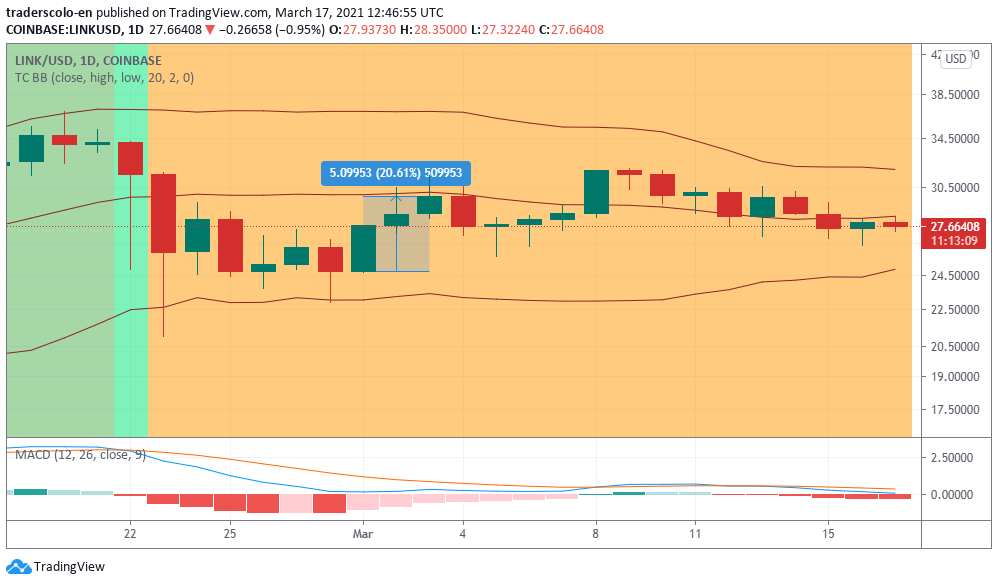 traderscolo-en published on TradingView.com, March 17, 2021 12:46:55 UTC
COINBASE:LINKUSD, 1D 27.66408 ▼ −0.26658 (−0.95%) O:27.93730 H:28.35000 L:27.32240 C:27.66408
LINK/USD, 1D, COINBASE
TC BB (close, high, low, 20, 2, 0)
USD
38.50000
34.50000
5.09953 (20.61%) 509953
30.50000
27.66408
11:13:09
24.50000
22.50000
20.50000
19.00000
17.50000
MACD (12, 26, close, 9)
2.50000
0.00000
22 25 Mar 4 8 11 15
TradingView